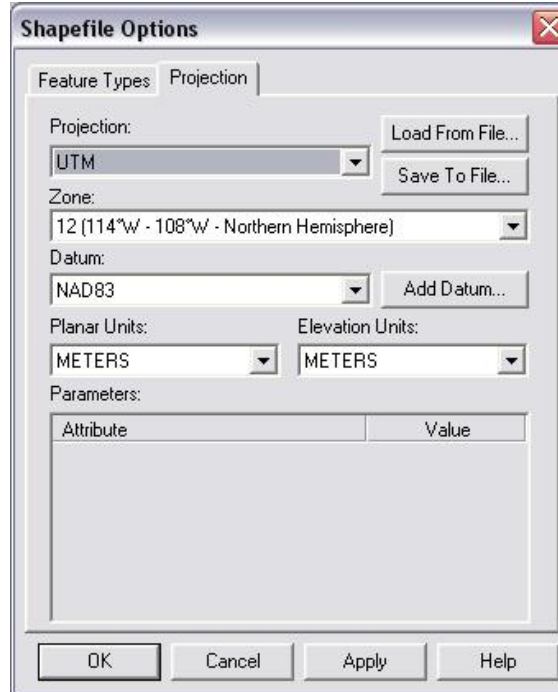 Shapefile Options
Feature Types Projection
Projection:
Load From File...
UTM
Save To File...
Zone:
12 (114°W - 108°W - Northern Hemisphere)
Datum:
NAD83
Add Datum...
Planar Units: Elevation Units:
METERS METERS
Parameters:
Attribute Value
OK Cancel Apply Help